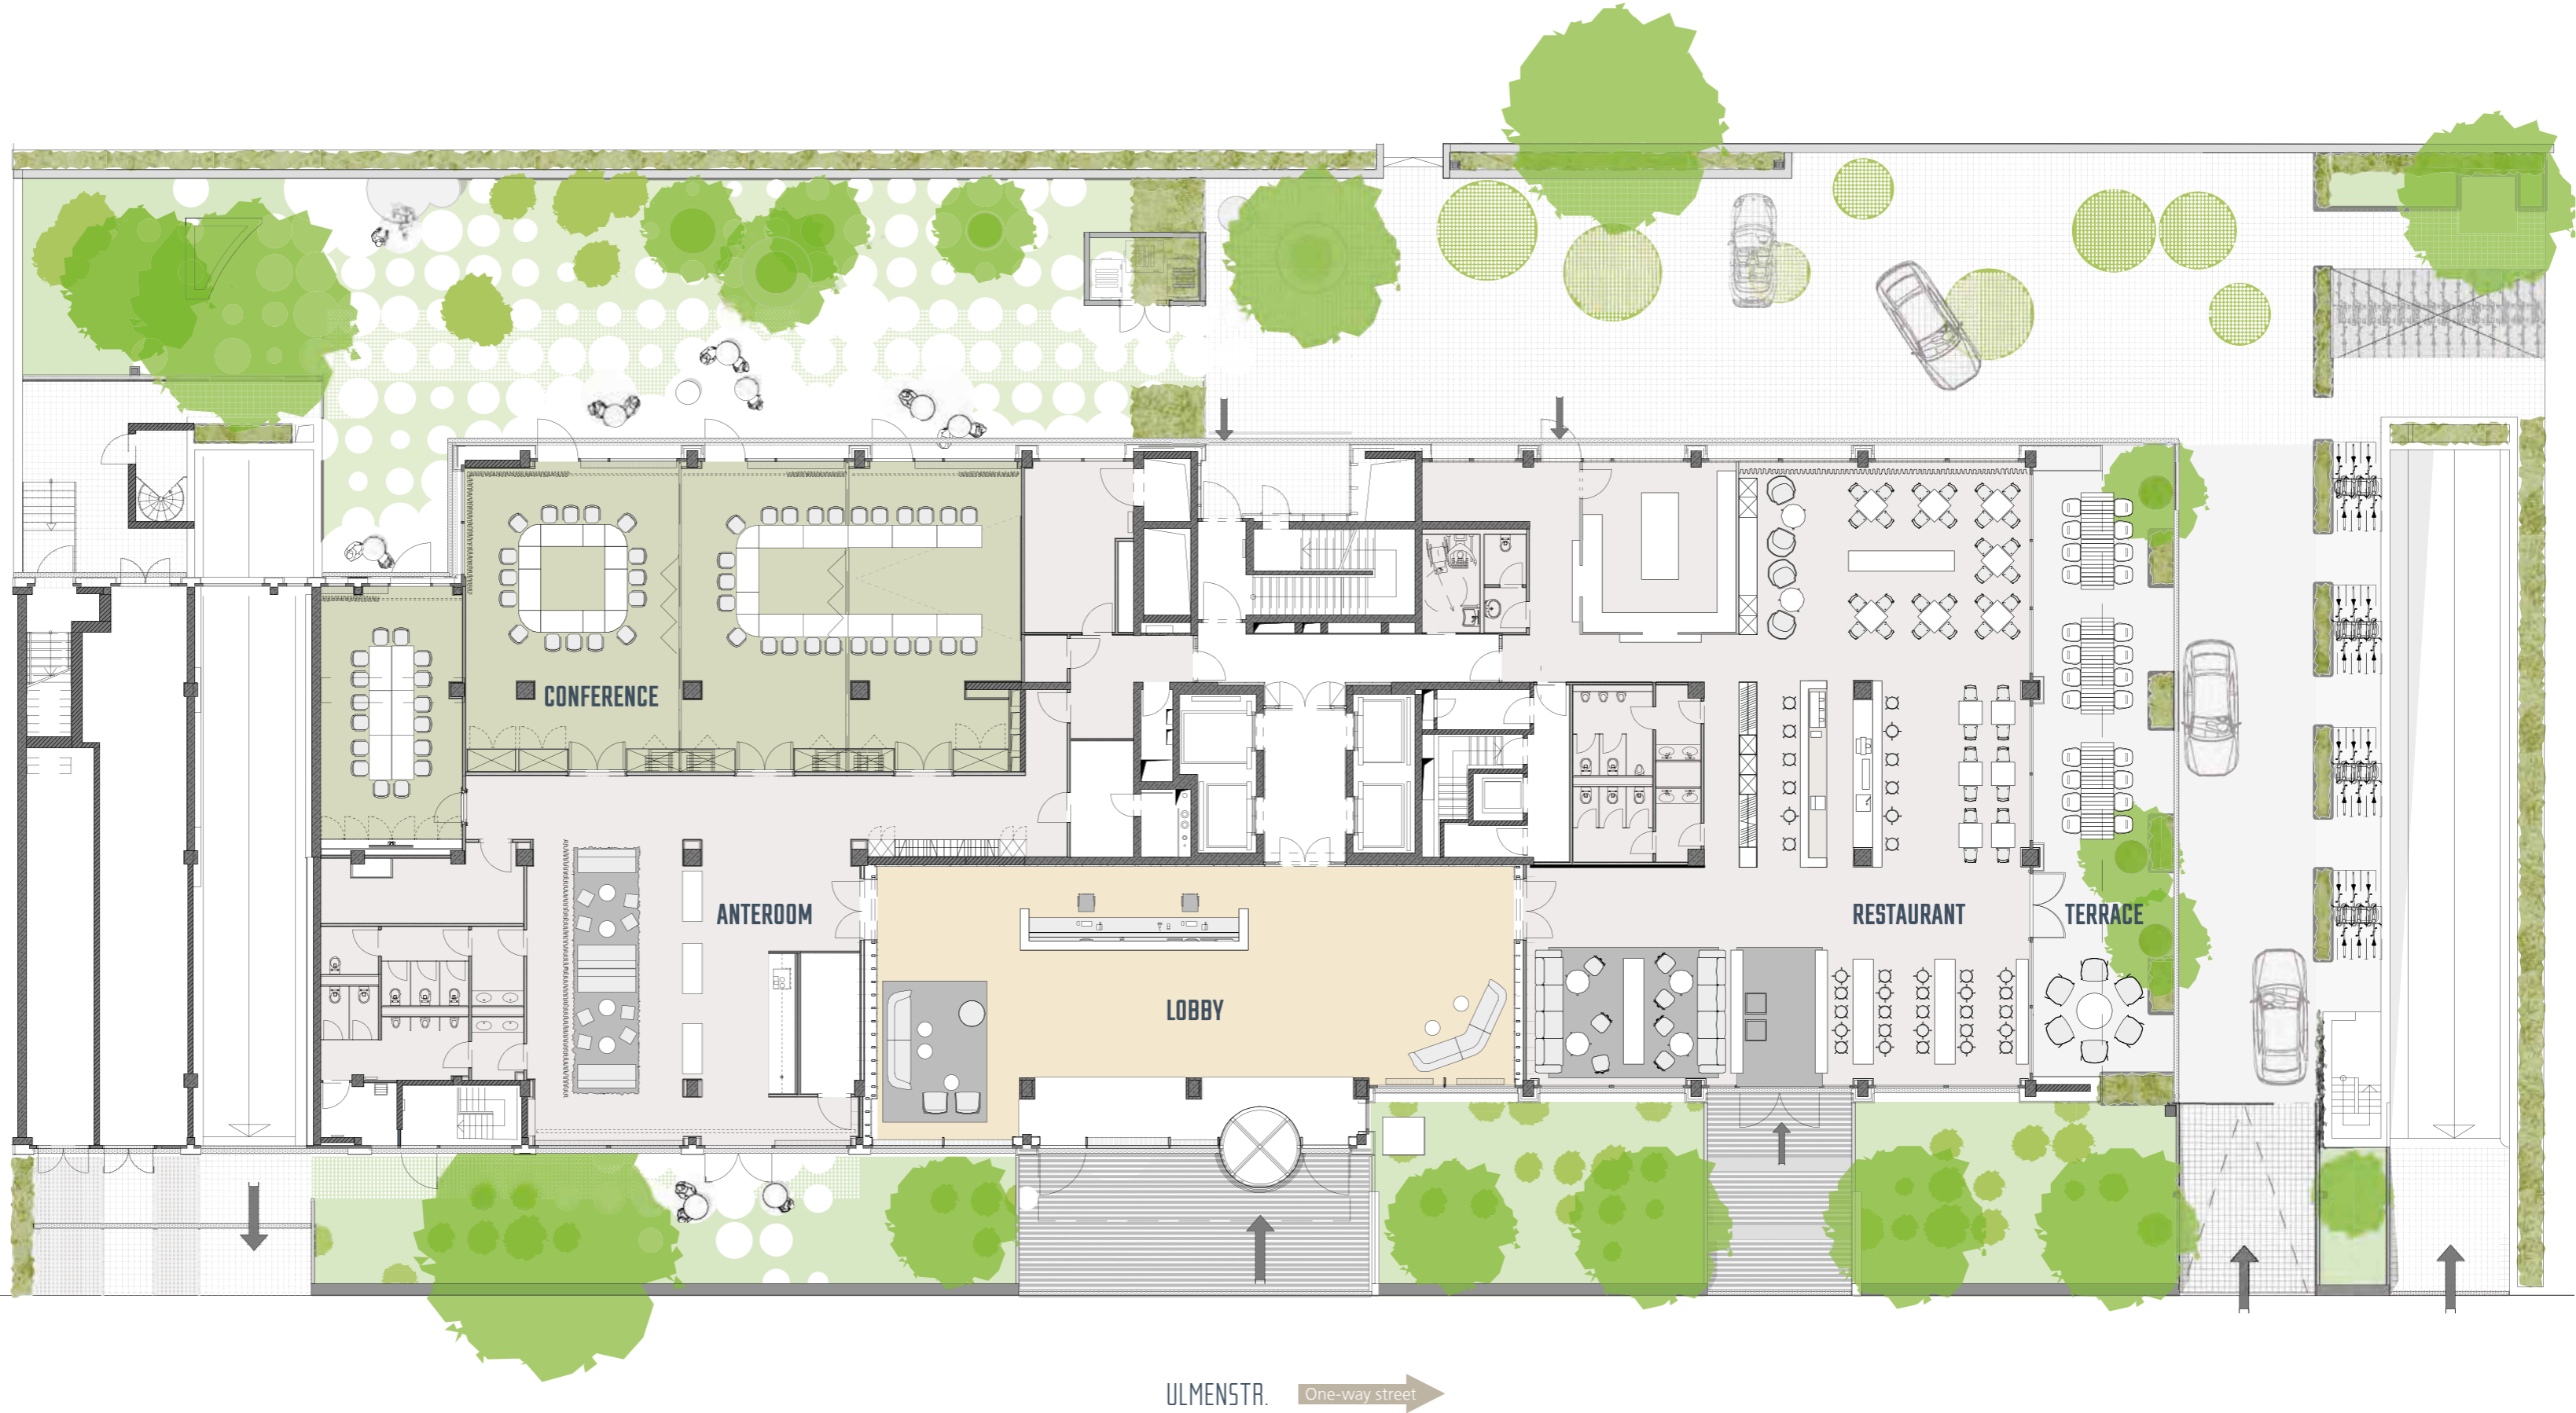 CONFERENCE
ANTEROOM
LOBBY
RESTAURANT
TERRACE
ULMENSTR.
One-way street